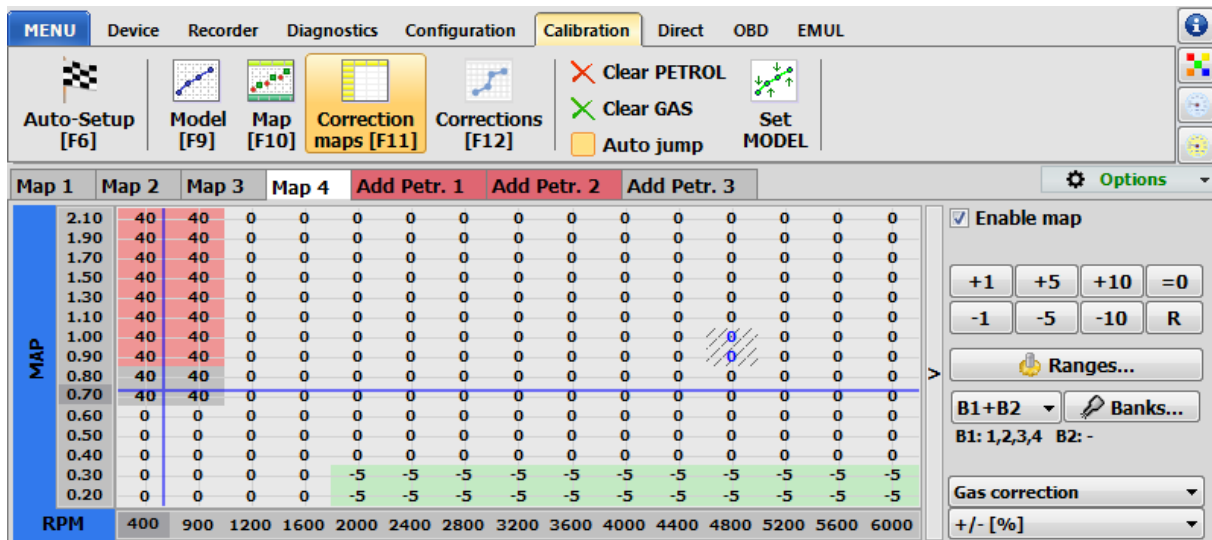 MENU Device Recorder Diagnostics Configuration Calibration Direct OBD EMUL
Auto-Setup [F6]
Model [F9]
Map [F10]
Correction maps [F11]
Corrections [F12]
Clear PETROL
Clear GAS
Auto jump
Set MODEL
Map 1 Map 2 Map 3 Map 4 Add Petr. 1 Add Petr. 2 Add Petr. 3 Options
MAP
2.10 40 40 0 0 0 0 0 0 0 0 0 0 0 0 0
1.90 40 40 0 0 0 0 0 0 0 0 0 0 0 0 0
1.70 40 40 0 0 0 0 0 0 0 0 0 0 0 0 0
1.50 40 40 0 0 0 0 0 0 0 0 0 0 0 0 0
1.30 40 40 0 0 0 0 0 0 0 0 0 0 0 0 0
1.10 40 40 0 0 0 0 0 0 0 0 0 0 0 0 0
1.00 40 40 0 0 0 0 0 0 0 0 0 0 0 0 0
0.90 40 40 0 0 0 0 0 0 0 0 0 0 0 0 0
0.80 40 40 0 0 0 0 0 0 0 0 0 0 0 0 0
0.70 40 40 0 0 0 0 0 0 0 0 0 0 0 0 0
0.60 0 0 0 0 0 0 0 0 0 0 0 0 0 0 0
0.50 0 0 0 0 0 0 0 0 0 0 0 0 0 0 0
0.40 0 0 0 0 0 0 0 0 0 0 0 0 0 0 0
0.30 0 0 0 0 -5 -5 -5 -5 -5 -5 -5 -5 -5 -5 -5
0.20 0 0 0 0 -5 -5 -5 -5 -5 -5 -5 -5 -5 -5 -5
RPM 400 900 1200 1600 2000 2400 2800 3200 3600 4000 4400 4800 5200 5600 6000
>
Enable map
+1 +5 +10 =0
-1 -5 -10 R
Ranges...
B1+B2 Banks...
B1: 1,2,3,4 B2: -
Gas correction
+/- [%]